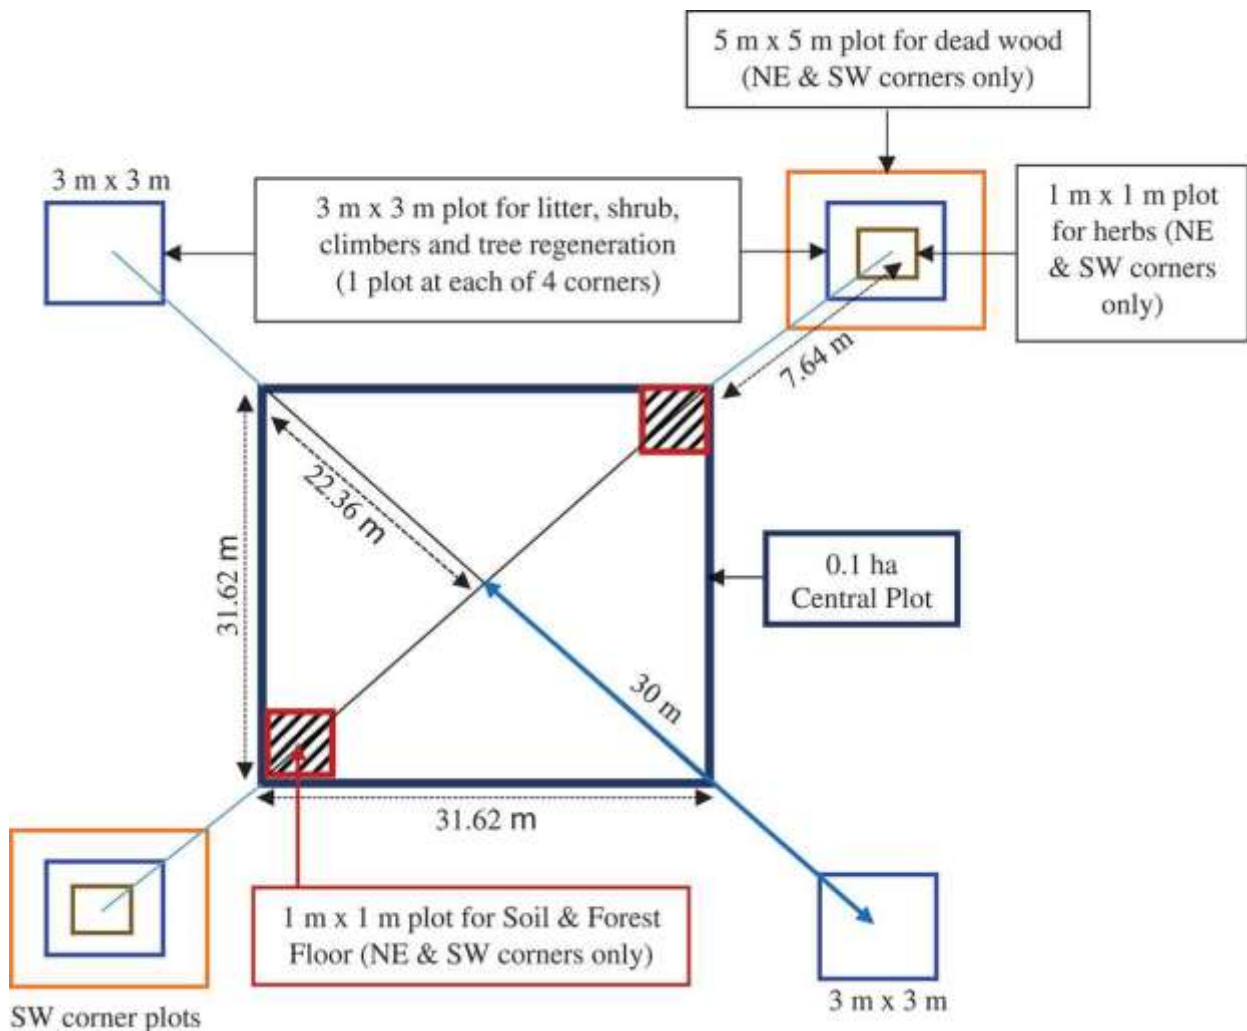 5 m x 5 m plot for dead wood
(NE & SW corners only)
3 m x 3 m
3 m x 3 m plot for litter, shrub,
climbers and tree regeneration
(1 plot at each of 4 corners)
1 m x 1 m plot
for herbs (NE
& SW corners
only)
7.64 m
22.36 m
31.62 m
0.1 ha
Central Plot
30 m
31.62 m
1 m x 1 m plot for Soil & Forest
Floor (NE & SW corners only)
3 m x 3 m
SW corner plots